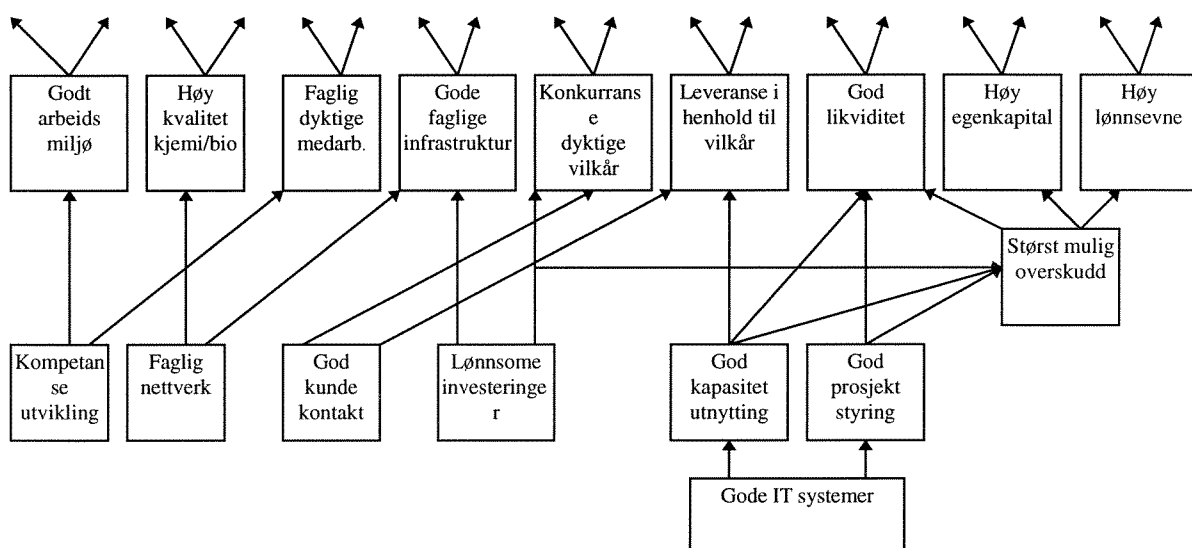 Godt
arbeids
miljø
Høy
kvalitet
kjemi/bio
Faglig
dyktige
medarb.
Gode
faglige
infrastruktur
Konkurrans
e
dyktige
vilkår
Leveranse i
henhold til
vilkår
God
likviditet
Høy
egenkapital
Høy
lønnsevne
Størst mulig
overskudd
Kompetan
se
utvikling
Faglig
nettverk
God
kunde
kontakt
Lønnsome
investeringe
r
God
kapasitet
utnytting
God
prosjekt
styring
Gode IT systemer